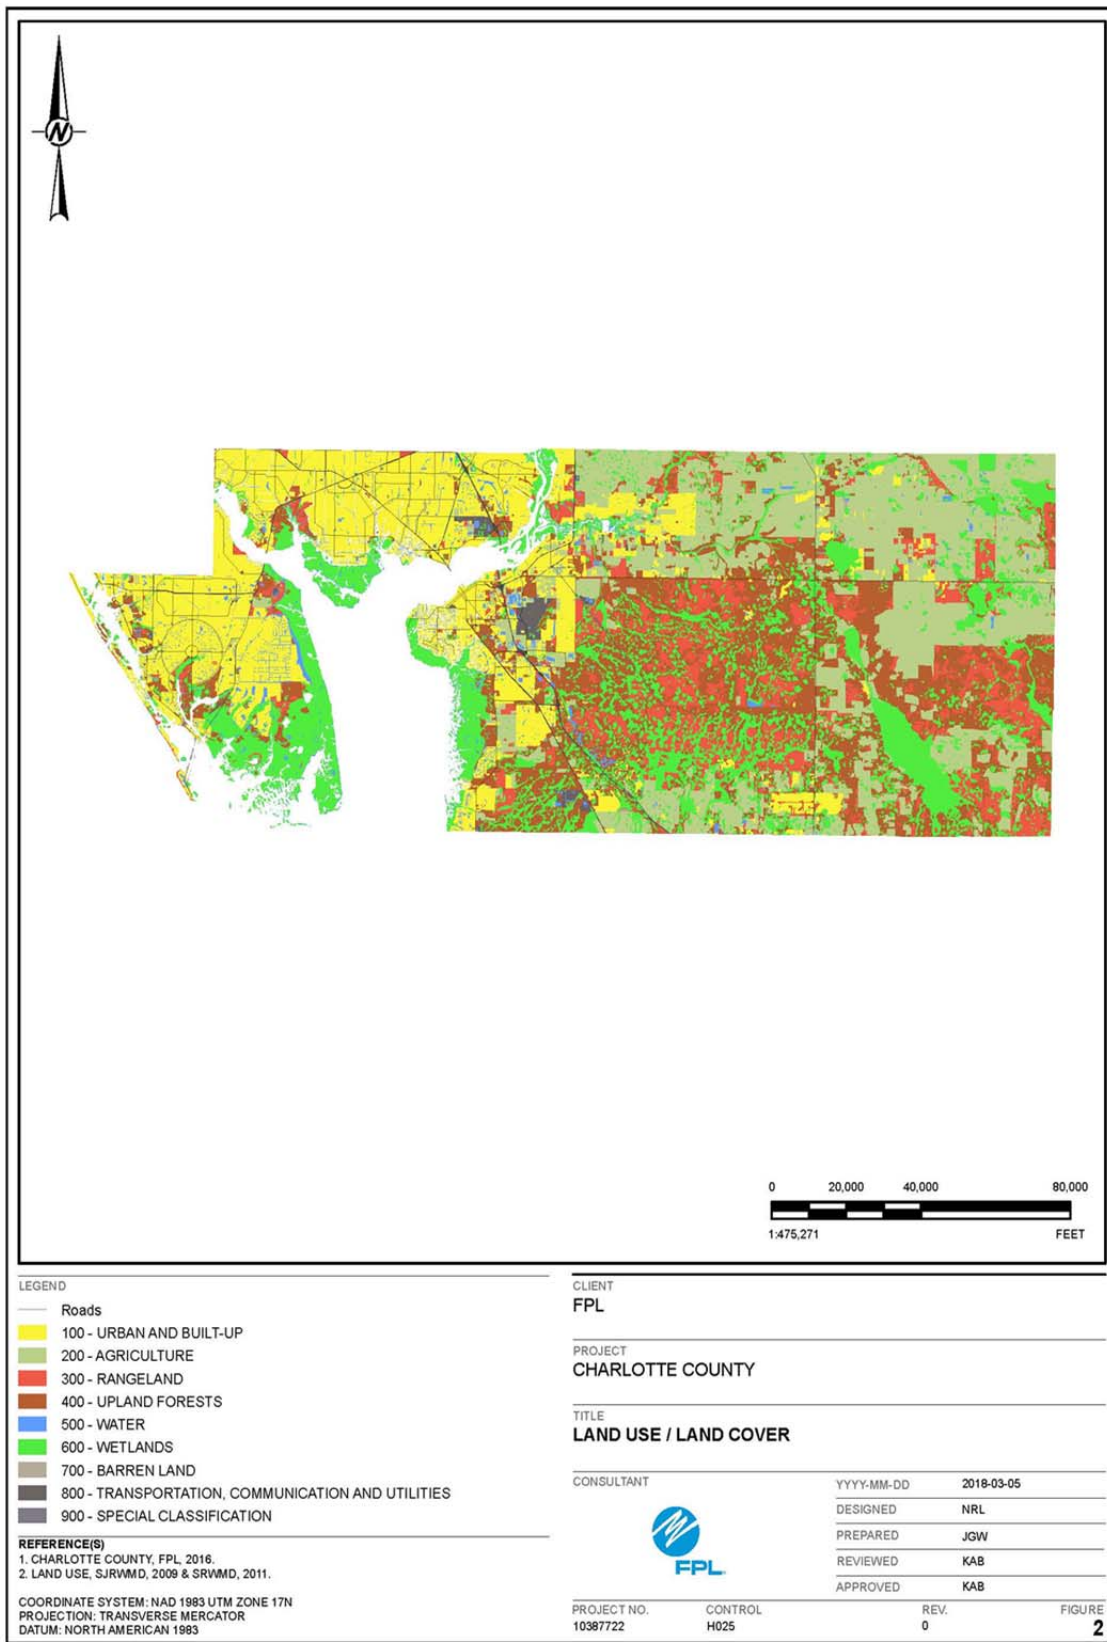 N
0 20,000 40,000 80,000
1:475,271 FEET
LEGEND
Roads
100 - URBAN AND BUILT-UP
200 - AGRICULTURE
300 - RANGELAND
400 - UPLAND FORESTS
500 - WATER
600 - WETLANDS
700 - BARREN LAND
800 - TRANSPORTATION, COMMUNICATION AND UTILITIES
900 - SPECIAL CLASSIFICATION
REFERENCE(S)
1. CHARLOTTE COUNTY, FPL, 2016.
2. LAND USE, SJRWMD, 2009 & SRWMD, 2011.
COORDINATE SYSTEM: NAD 1983 UTM ZONE 17N
PROJECTION: TRANSVERSE MERCATOR
DATUM: NORTH AMERICAN 1983
CLIENT
FPL
PROJECT
CHARLOTTE COUNTY
TITLE
LAND USE / LAND COVER
CONSULTANT
FPL.
YYYY-MM-DD 2018-03-05
DESIGNED NRL
PREPARED JGW
REVIEWED KAB
APPROVED KAB
PROJECT NO. CONTROL REV. FIGURE
10387722 H025 0 2